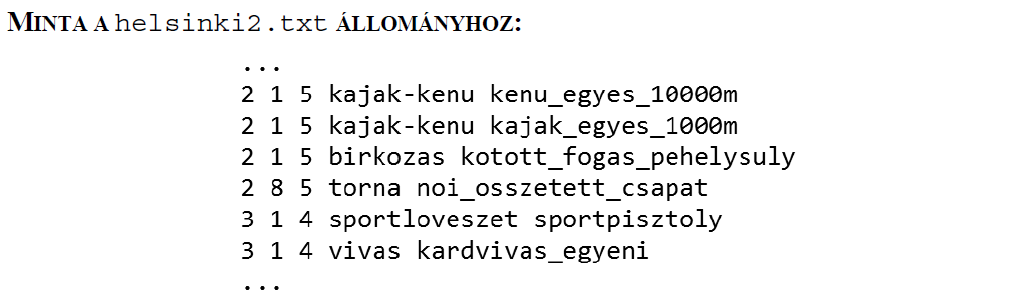 MINTA A helsinki2.txt ÁLLOMÁNYHOZ:
...
2 1 5 kajak-kenu kenu_egyes_10000m
2 1 5 kajak-kenu kajak_egyes_1000m
2 1 5 birkozas kotott_fogas_pehelysuly
2 8 5 torna noi_osszetett_csapat
3 1 4 sportloveszet sportpisztoly
3 1 4 vivas kardvivas_egyeni
...